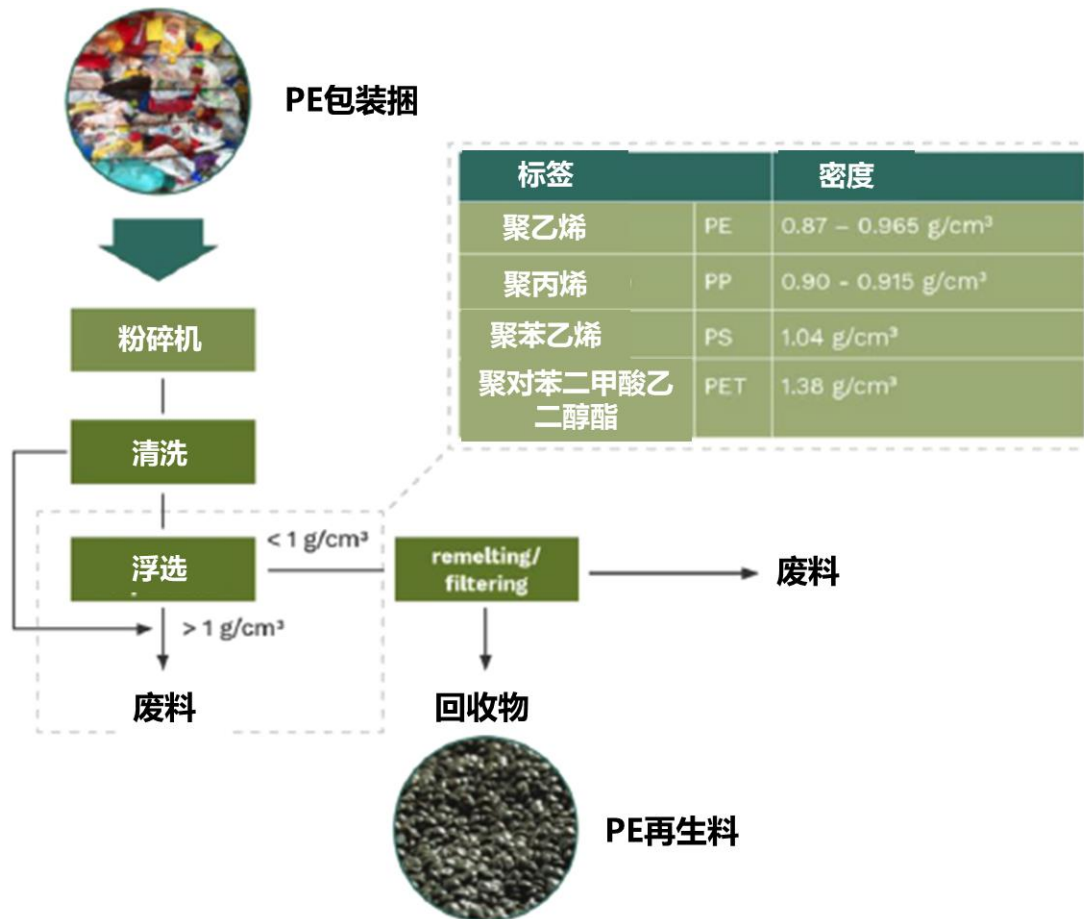 PE包装捆
标签 密度
聚乙烯 PE 0.87 – 0.965 g/cm³
聚丙烯 PP 0.90 - 0.915 g/cm³
聚苯乙烯 PS 1.04 g/cm³
聚对苯二甲酸乙
二醇酯 PET 1.38 g/cm³
粉碎机
清洗
浮选
< 1 g/cm³
> 1 g/cm³
废料
remelting/
filtering
废料
回收物
PE再生料